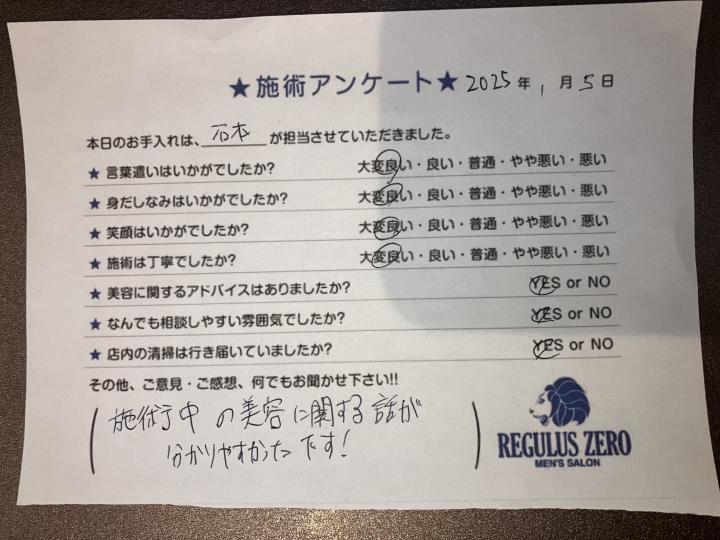 ★施術アンケート★ 2025年 1月 5日
本日のお手入れは、石本が担当させていただきました。
★ 言葉遣いはいかがでしたか? 大変良い・良い・普通・やや悪い・悪い
★ 身だしなみはいかがでしたか? 大変良い・良い・普通・やや悪い・悪い
★ 笑顔はいかがでしたか? 大変良い・良い・普通・やや悪い・悪い
★ 施術は丁寧でしたか? 大変良い・良い・普通・やや悪い・悪い
★ 美容に関するアドバイスはありましたか? YES or NO
★ なんでも相談しやすい雰囲気でしたか? YES or NO
★ 店内の清掃は行き届いていましたか? YES or NO
その他、ご意見・ご感想、何でもお聞かせ下さい!!
施術中の美容に関する話が
分かりやすかったです!
REGULUS ZERO
MEN'S SALON